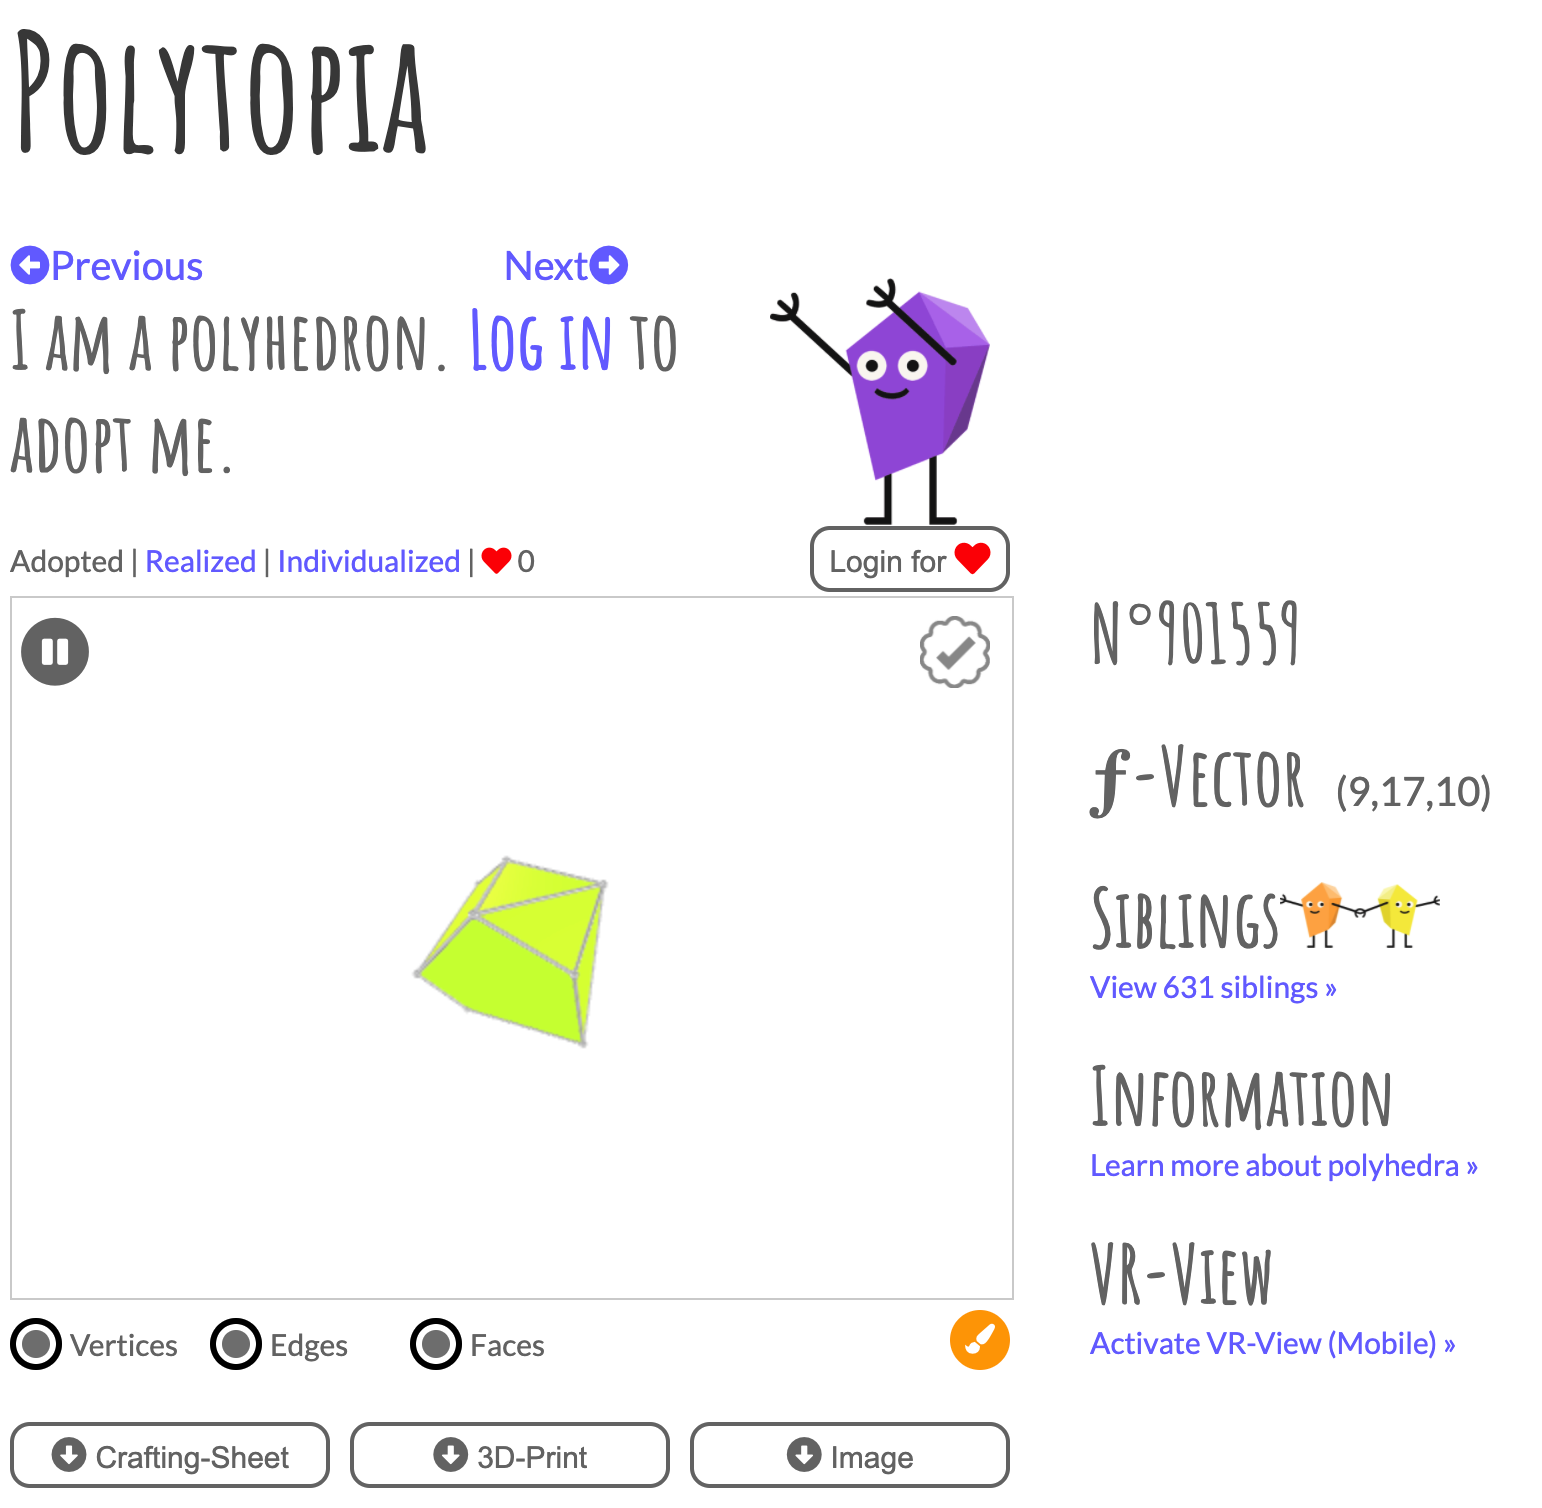 Polytopia
Previous Next
I am a polyhedron. Log in to
adopt me.
Adopted | Realized | Individualized | 0
Login for
N°901559
f-Vector (9,17,10)
Siblings
View 631 siblings »
Information
Learn more about polyhedra »
VR-View
Activate VR-View (Mobile) »
Vertices Edges Faces
Crafting-Sheet 3D-Print Image